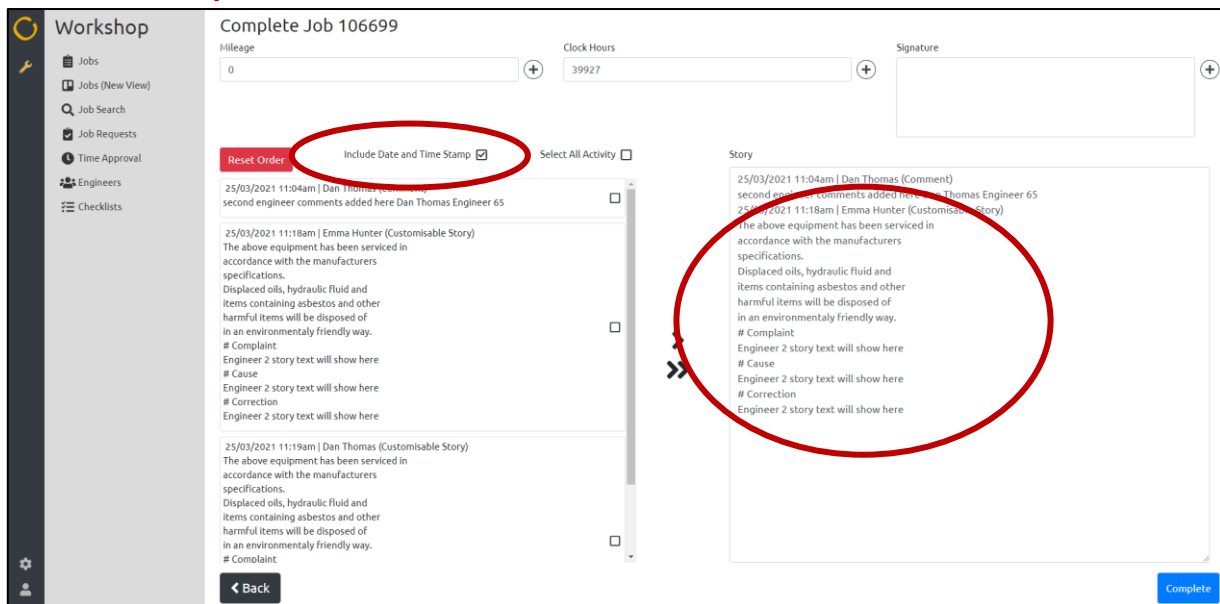 Workshop
Jobs
Jobs (New View)
Job Search
Job Requests
Time Approval
Engineers
Checklists
Complete Job 106699
Mileage
0
Clock Hours
39927
Signature
Reset Order
Include Date and Time Stamp
Select All Activity
25/03/2021 11:04am | Dan Thomas (Comment)
second engineer comments added here Dan Thomas Engineer 65
25/03/2021 11:18am | Emma Hunter (Customisable Story)
The above equipment has been serviced in
accordance with the manufacturers
specifications.
Displaced oils, hydraulic fluid and
items containing asbestos and other
harmful items will be disposed of
in an environmentaly friendly way.
# Complaint
Engineer 2 story text will show here
# Cause
Engineer 2 story text will show here
# Correction
Engineer 2 story text will show here
25/03/2021 11:19am | Dan Thomas (Customisable Story)
The above equipment has been serviced in
accordance with the manufacturers
specifications.
Displaced oils, hydraulic fluid and
items containing asbestos and other
harmful items will be disposed of
in an environmentaly friendly way.
# Complaint
Story
25/03/2021 11:04am | Dan Thomas (Comment)
second engineer comments added here Dan Thomas Engineer 65
25/03/2021 11:18am | Emma Hunter (Customisable Story)
The above equipment has been serviced in
accordance with the manufacturers
specifications.
Displaced oils, hydraulic fluid and
items containing asbestos and other
harmful items will be disposed of
in an environmentaly friendly way.
# Complaint
Engineer 2 story text will show here
# Cause
Engineer 2 story text will show here
# Correction
Engineer 2 story text will show here
Back
Complete